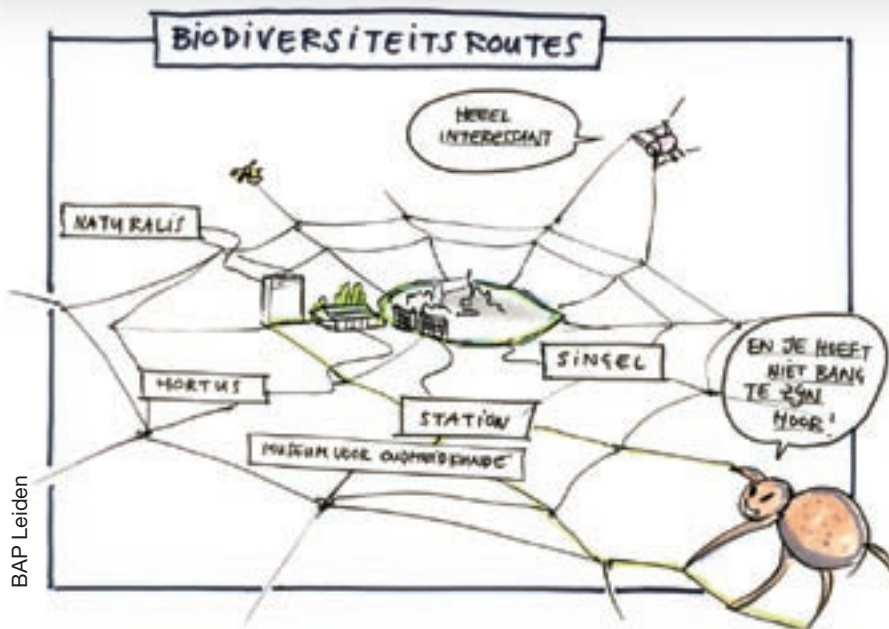 BIODIVERSITEITSROUTES
HEEEL
INTERESSANT
NATURALIS
EN JE HOEFT
NIET BANG
TE ZIJN
HOOR!
SINGEL
HORTUS
STATION
MUSEUM VOOR OUDHEIDKUNDE
BAP Leiden